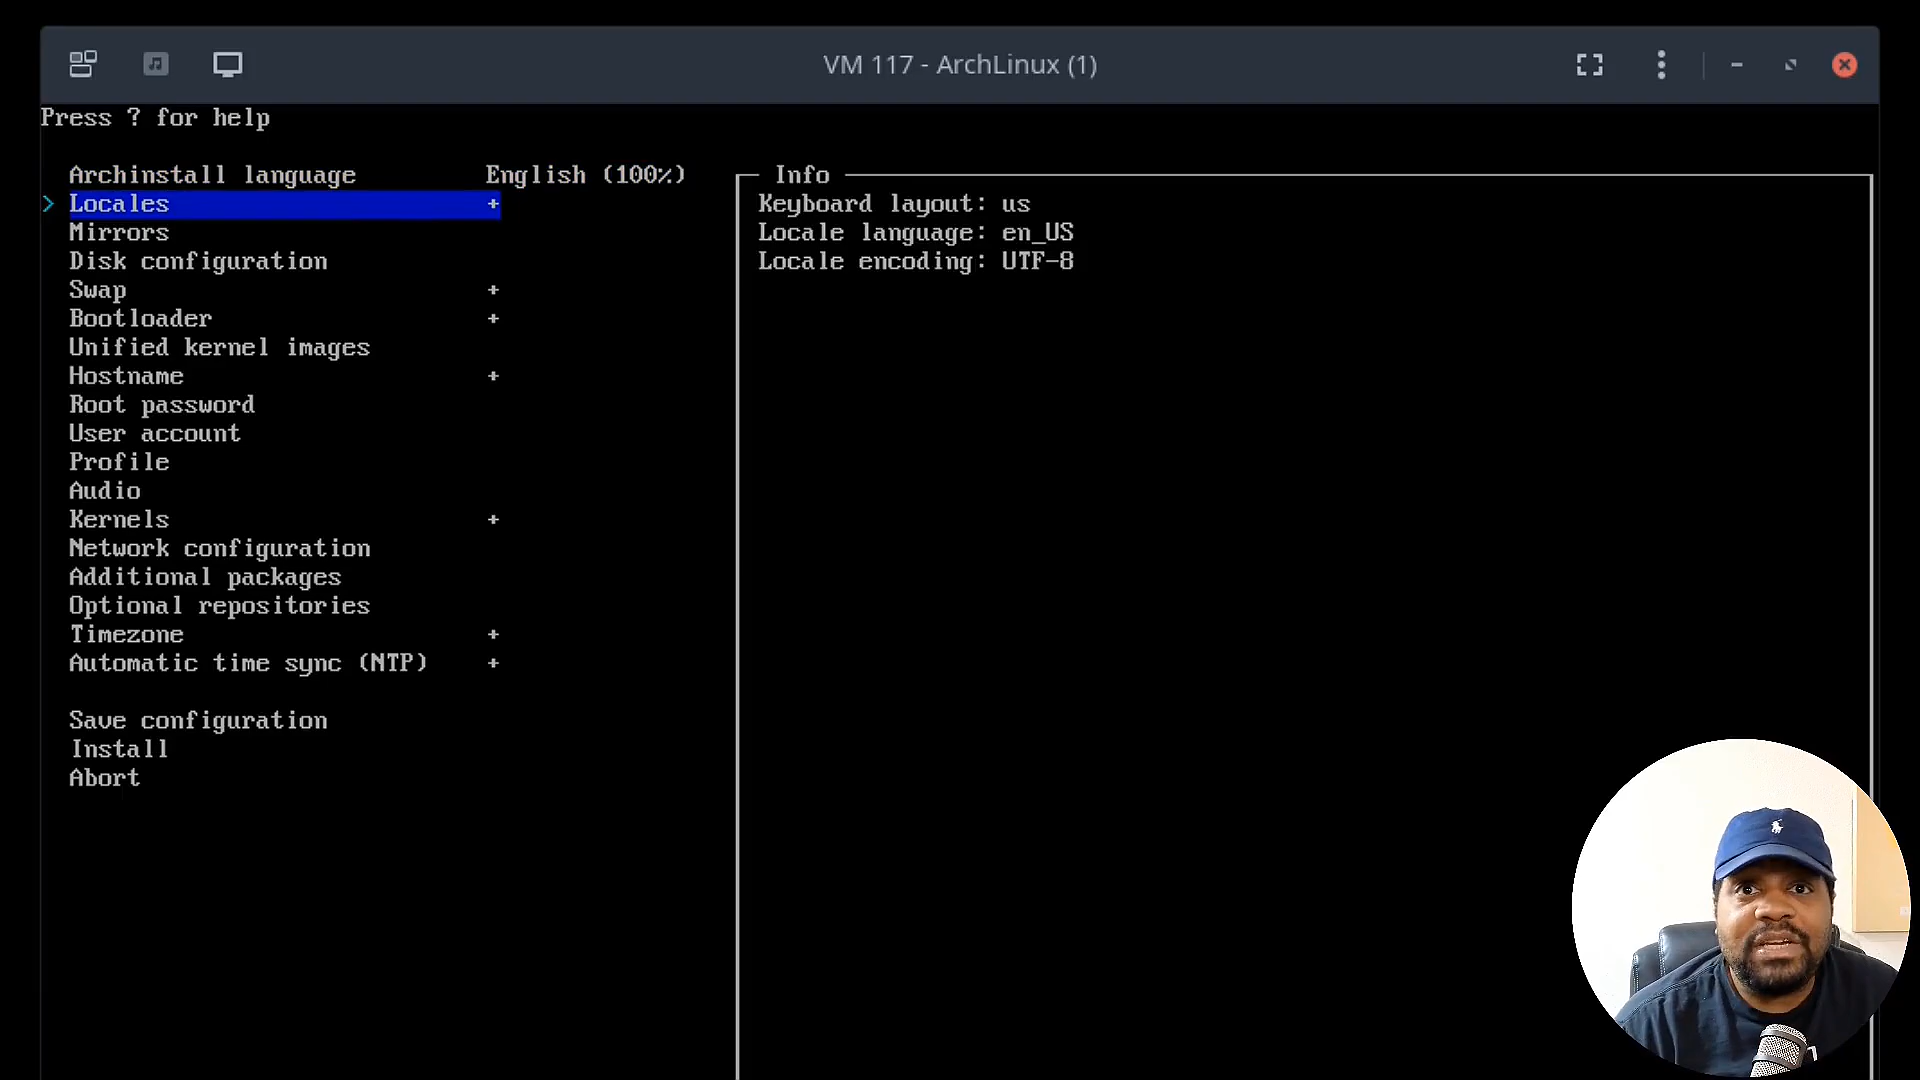 VM 117 - ArchLinux (1)
Press ? for help
Archinstall language English (100%)
> Locales +
Mirrors
Disk configuration
Swap +
Bootloader +
Unified kernel images
Hostname +
Root password
User account
Profile
Audio
Kernels +
Network configuration
Additional packages
Optional repositories
Timezone +
Automatic time sync (NTP) +
Save configuration
Install
Abort
Info
Keyboard layout: us
Locale language: en_US
Locale encoding: UTF-8